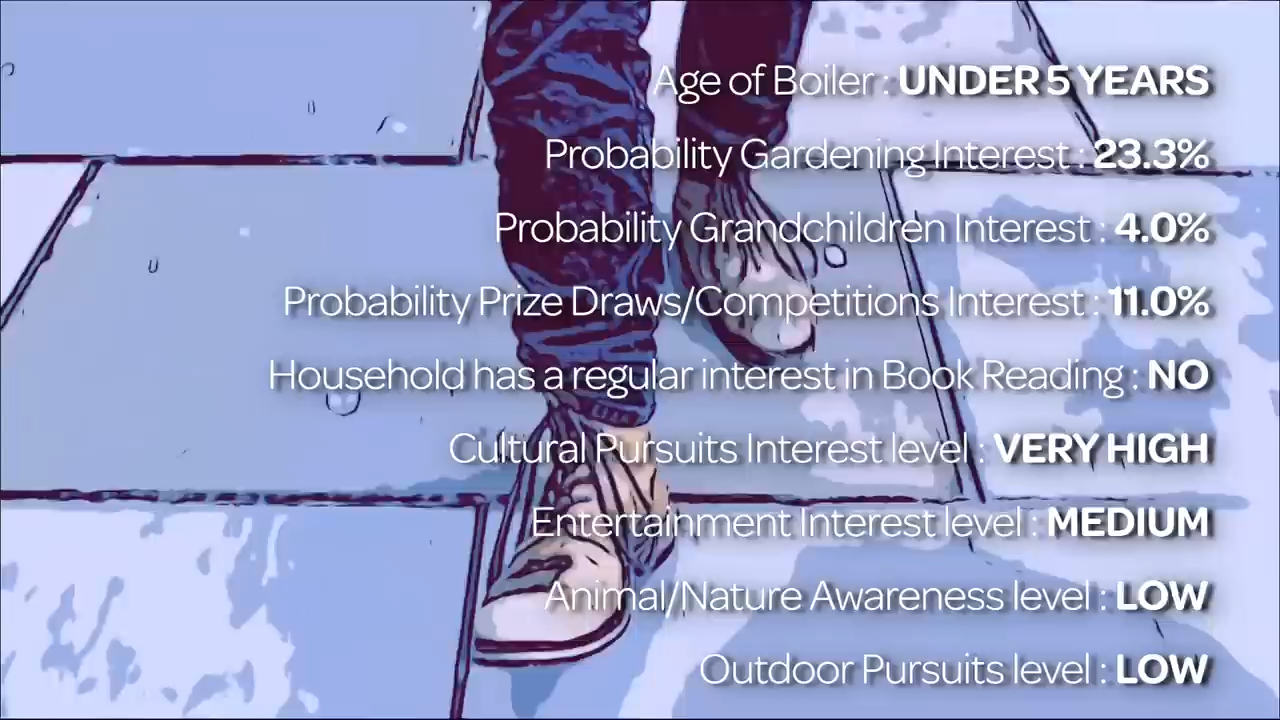 Age of Boiler : UNDER 5 YEARS
Probability Gardening Interest : 23.3%
Probability Grandchildren Interest : 4.0%
Probability Prize Draws/Competitions Interest : 11.0%
Household has a regular interest in Book Reading : NO
Cultural Pursuits Interest level : VERY HIGH
Entertainment Interest level : MEDIUM
Animal/Nature Awareness level : LOW
Outdoor Pursuits level : LOW